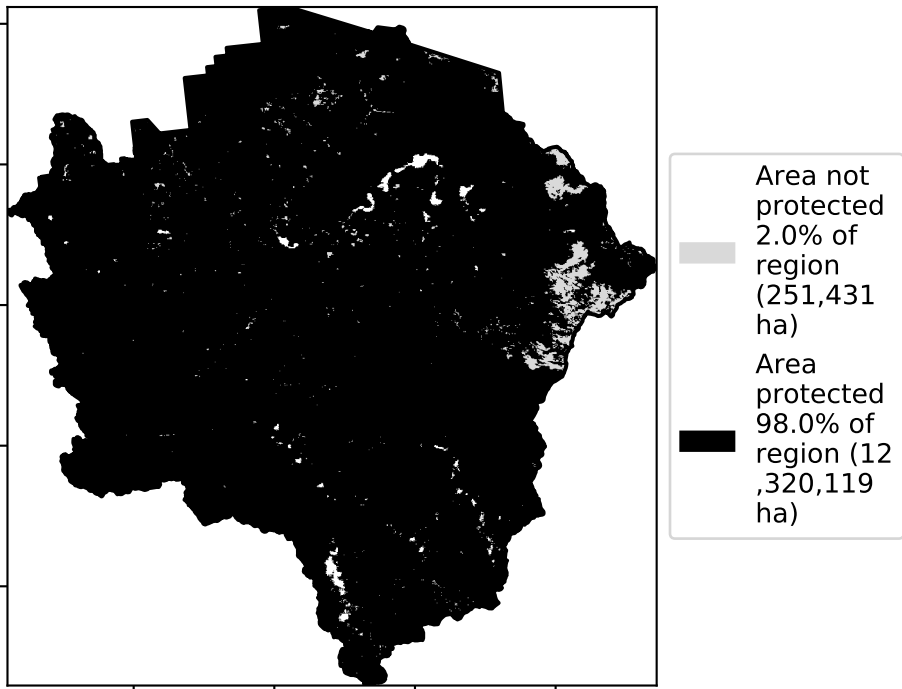 Area not
protected
2.0% of
region
(251,431
ha)
Area
protected
98.0% of
region (12
,320,119
ha)